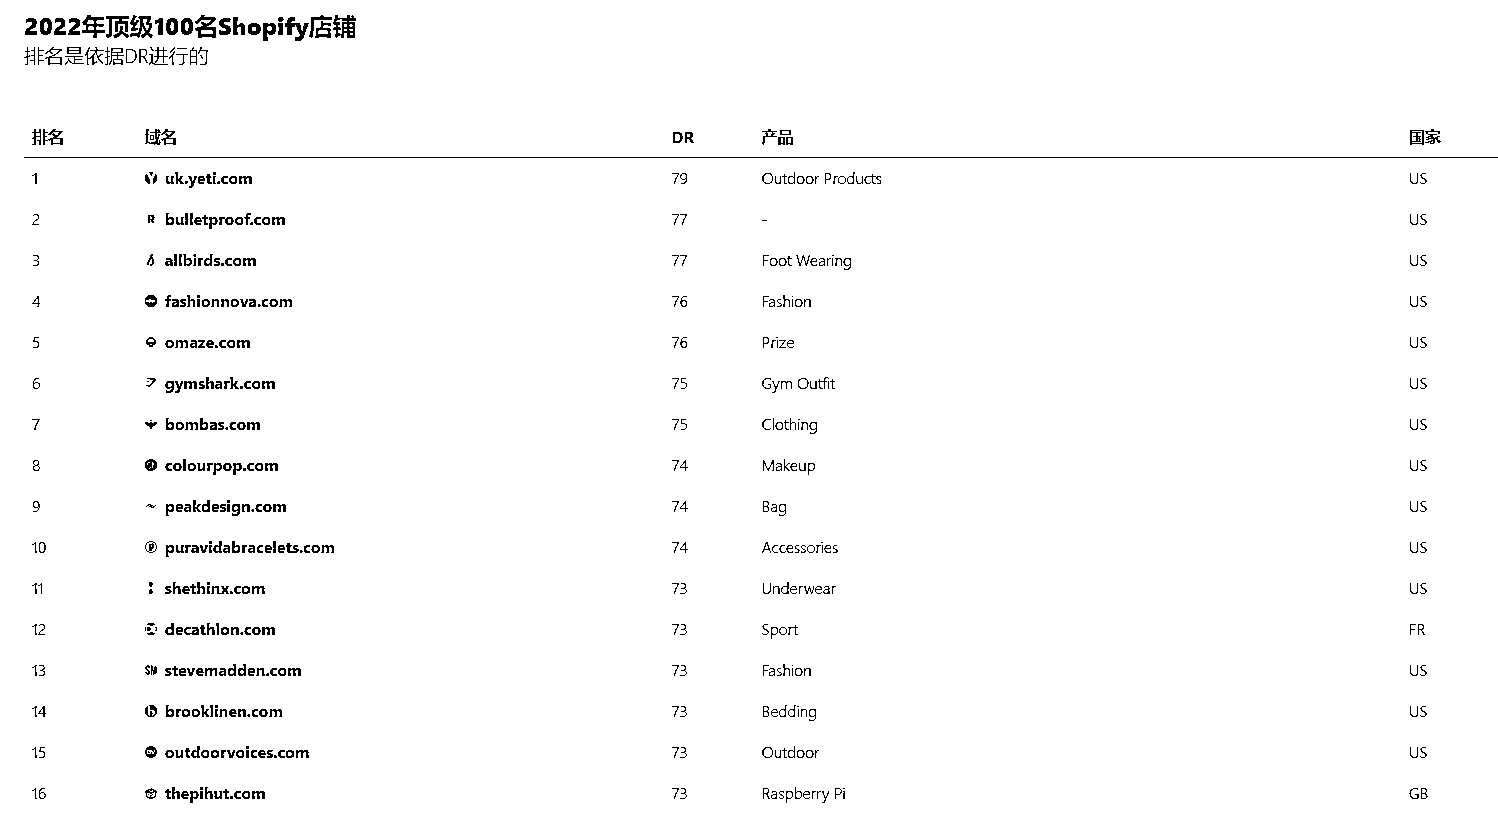 2022年顶级100名Shopify店铺
排名是依据DR进行的
排名 域名 DR 产品 国家
1 uk.yeti.com 79 Outdoor Products US
2 bulletproof.com 77 - US
3 allbirds.com 77 Foot Wearing US
4 fashionnova.com 76 Fashion US
5 omaze.com 76 Prize US
6 gymshark.com 75 Gym Outfit US
7 bombas.com 75 Clothing US
8 colourpop.com 74 Makeup US
9 peakdesign.com 74 Bag US
10 puravidabracelets.com 74 Accessories US
11 shethinx.com 73 Underwear US
12 decathlon.com 73 Sport FR
13 stevemadden.com 73 Fashion US
14 brooklinen.com 73 Bedding US
15 outdoorvoices.com 73 Outdoor US
16 thepihut.com 73 Raspberry Pi GB